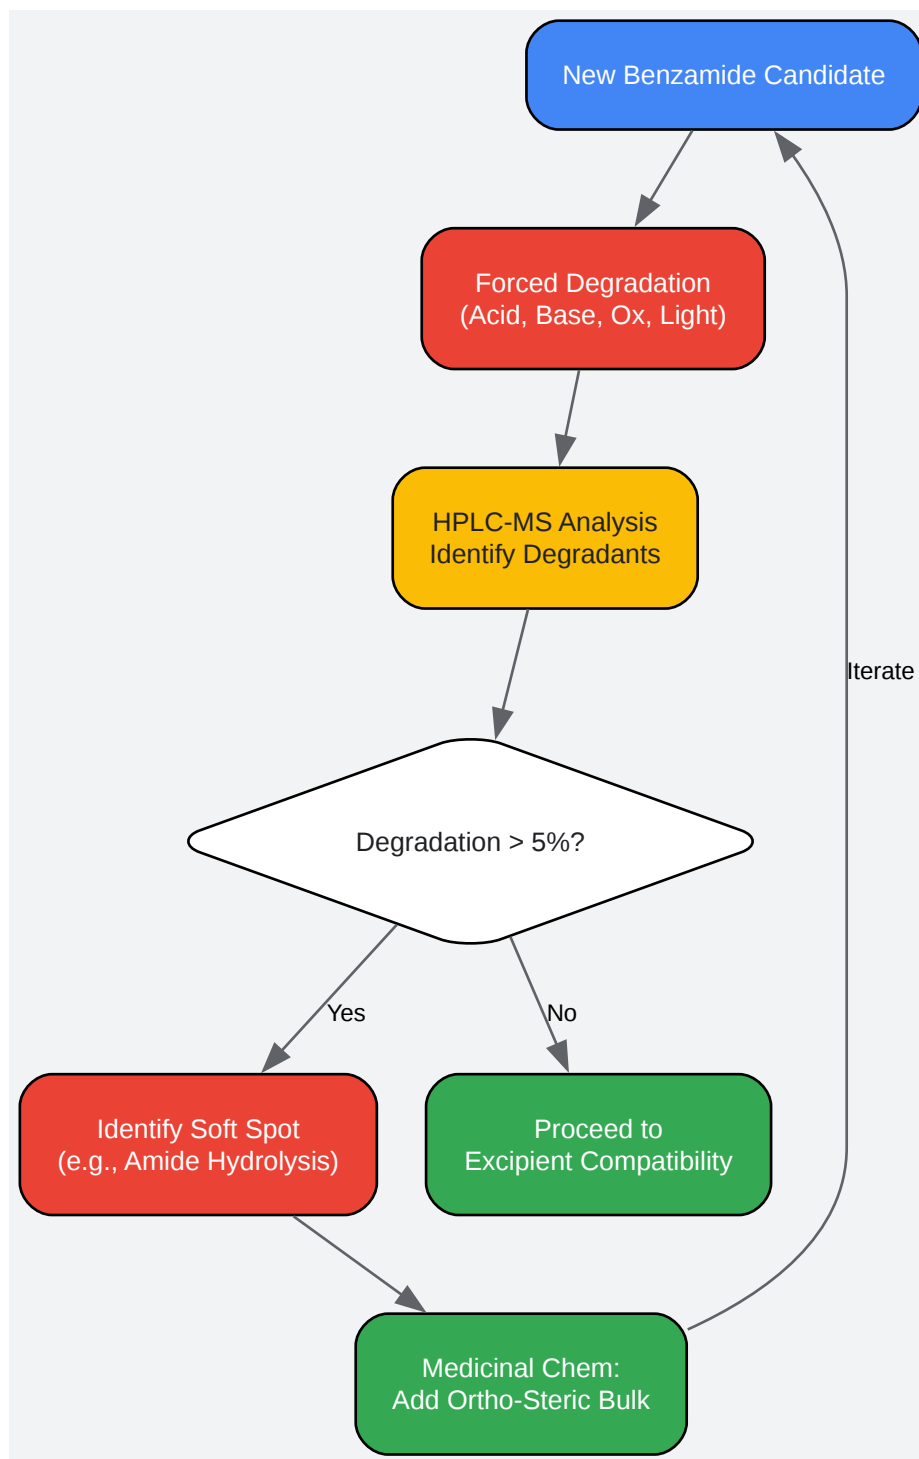 New Benzamide Candidate
Forced Degradation
(Acid, Base, Ox, Light)
HPLC-MS Analysis
Identify Degradants
Iterate
Degradation > 5%?
Yes
No
Identify Soft Spot
(e.g., Amide Hydrolysis)
Proceed to
Excipient Compatibility
Medicinal Chem:
Add Ortho-Steric Bulk